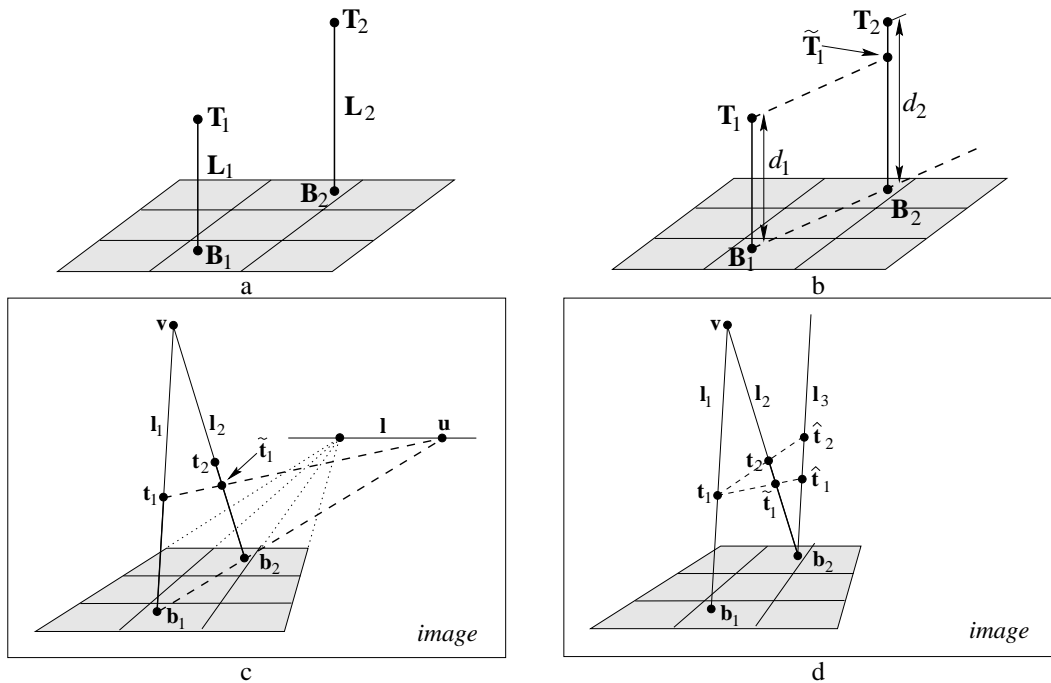 T₂
L₂
T₁
L₁
B₂
B₁
a
T₂
T̃₁
d₂
T₁
d₁
B₂
B₁
b
v
l₁
l₂
l
u
t₂
t̃₁
t₁
b₂
b₁
image
c
v
l₁
l₂
l₃
t̂₂
t₂
t̂₁
t₁
t̃₁
b₂
b₁
image
d